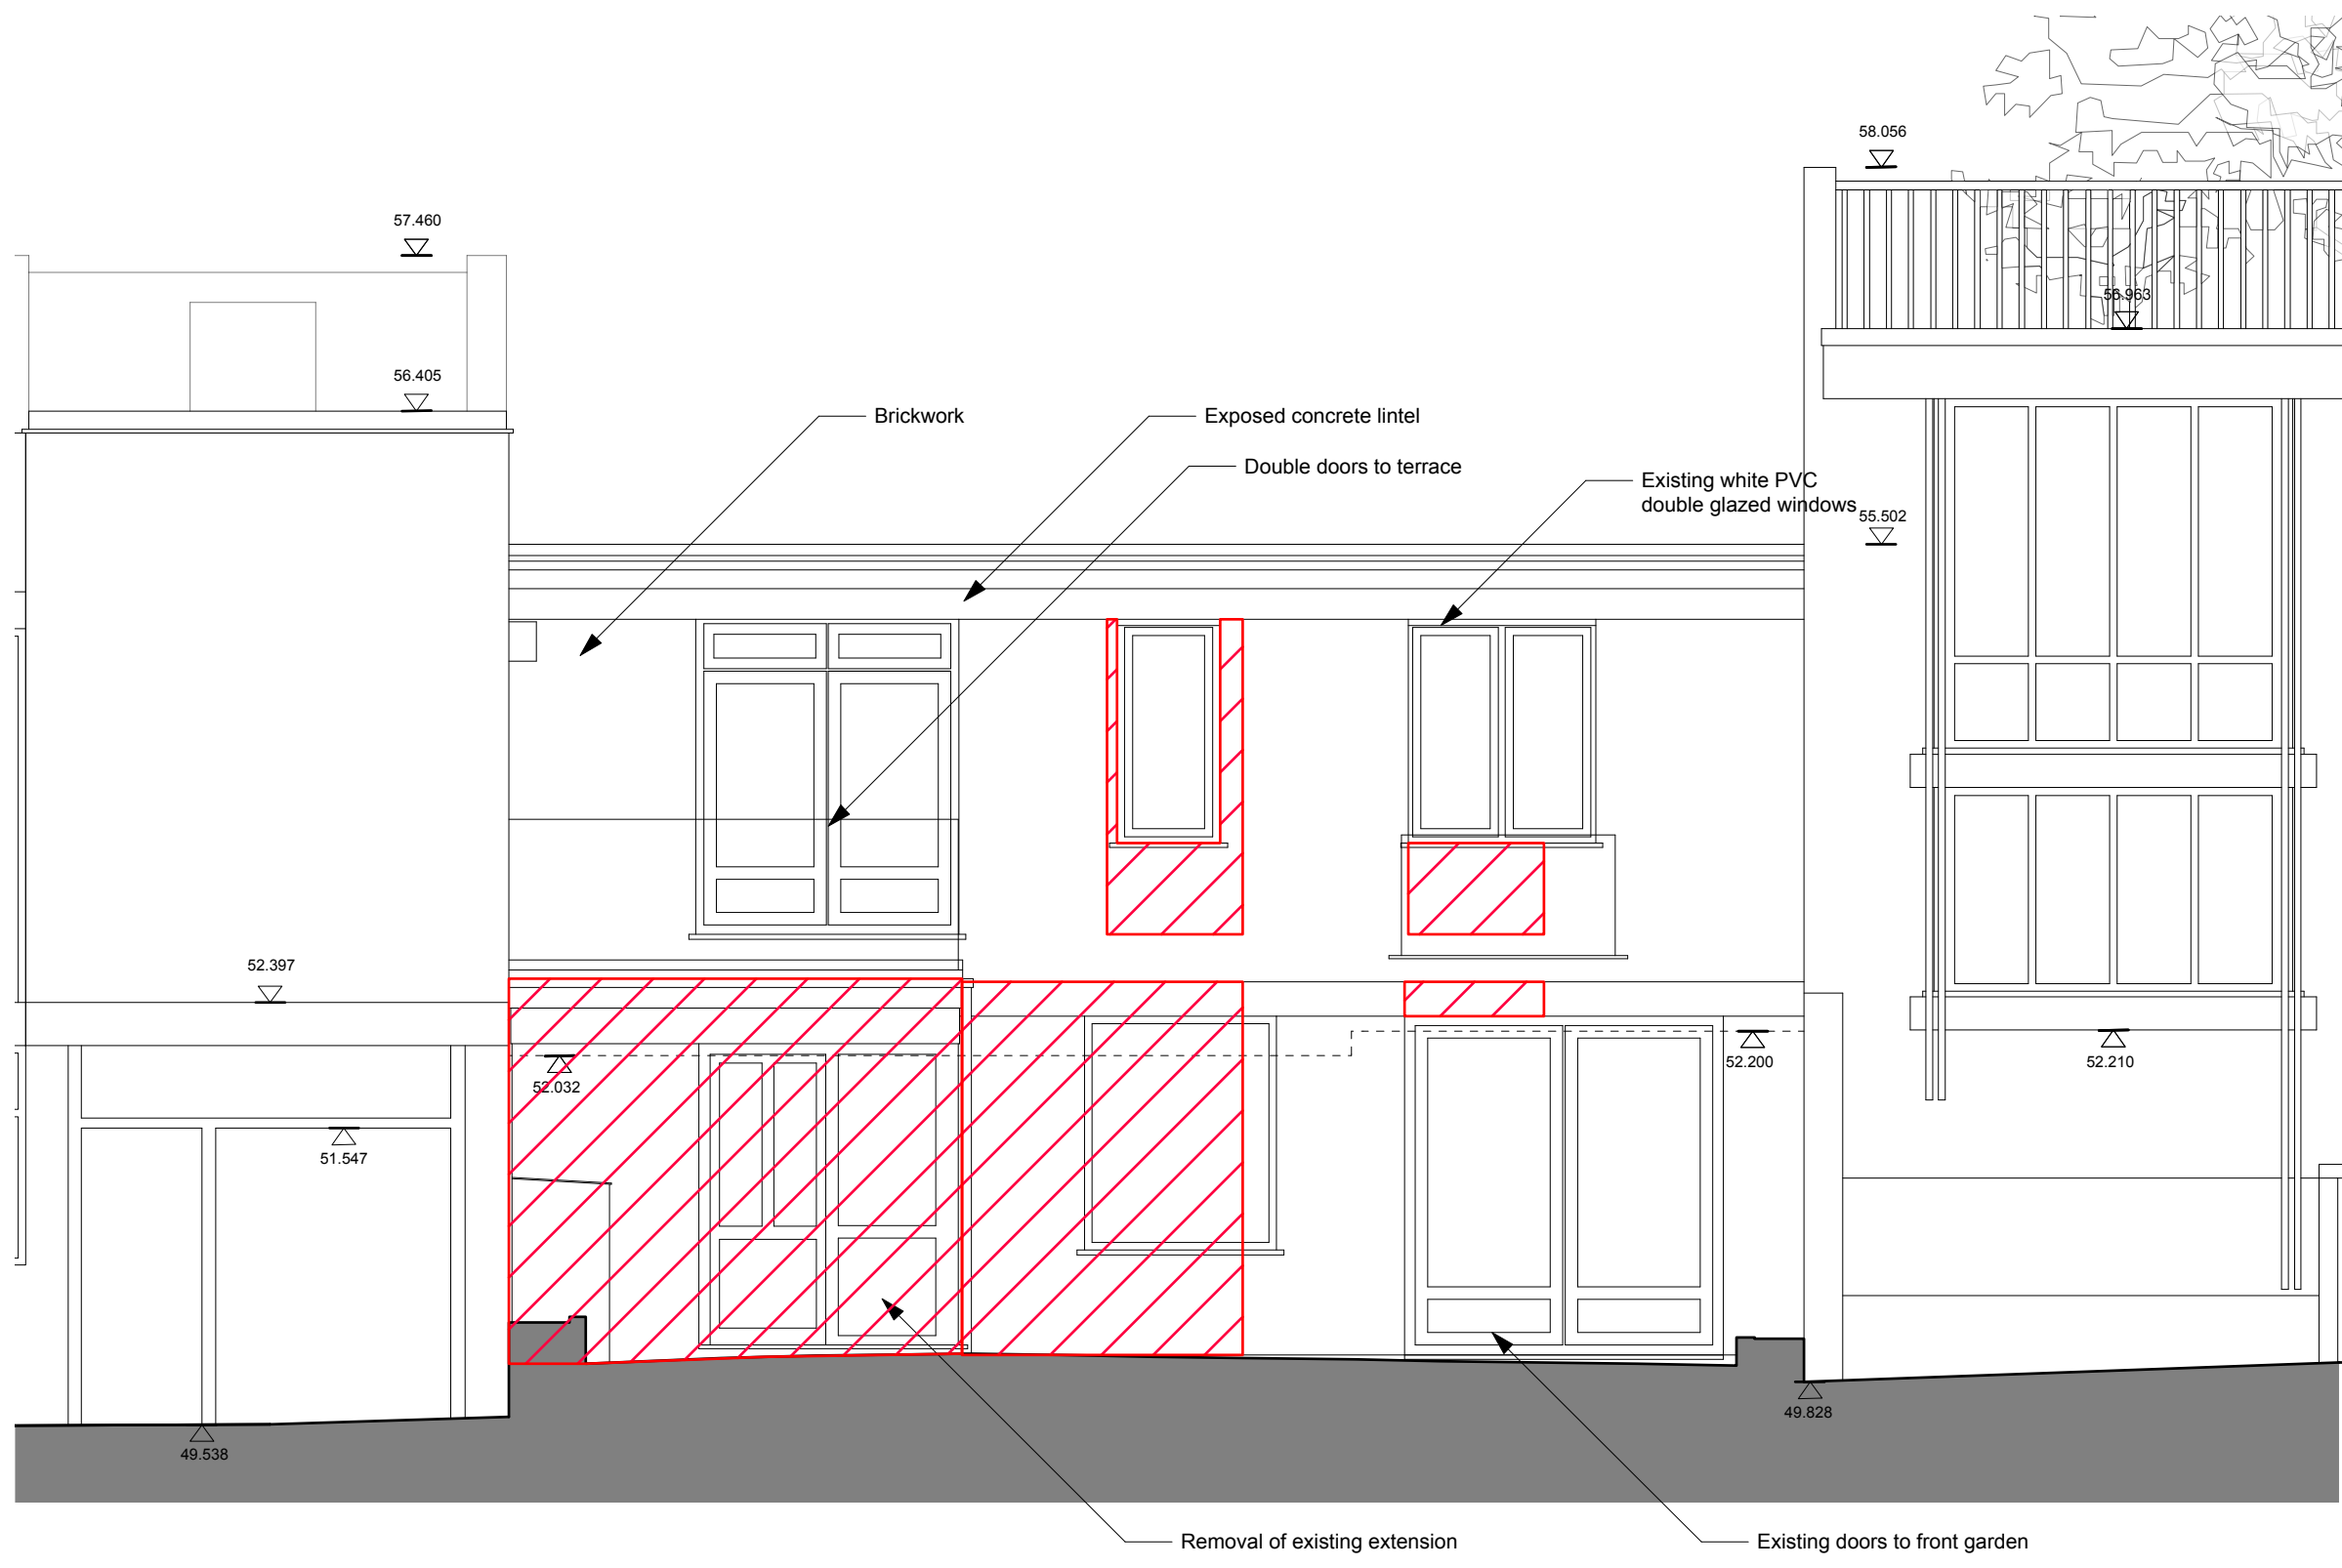 58.056
57.460
56.963
56.405
Brickwork
Exposed concrete lintel
Double doors to terrace
Existing white PVC
double glazed windows
55.502
52.397
52.032
52.200
52.210
51.547
49.828
49.538
Removal of existing extension
Existing doors to front garden